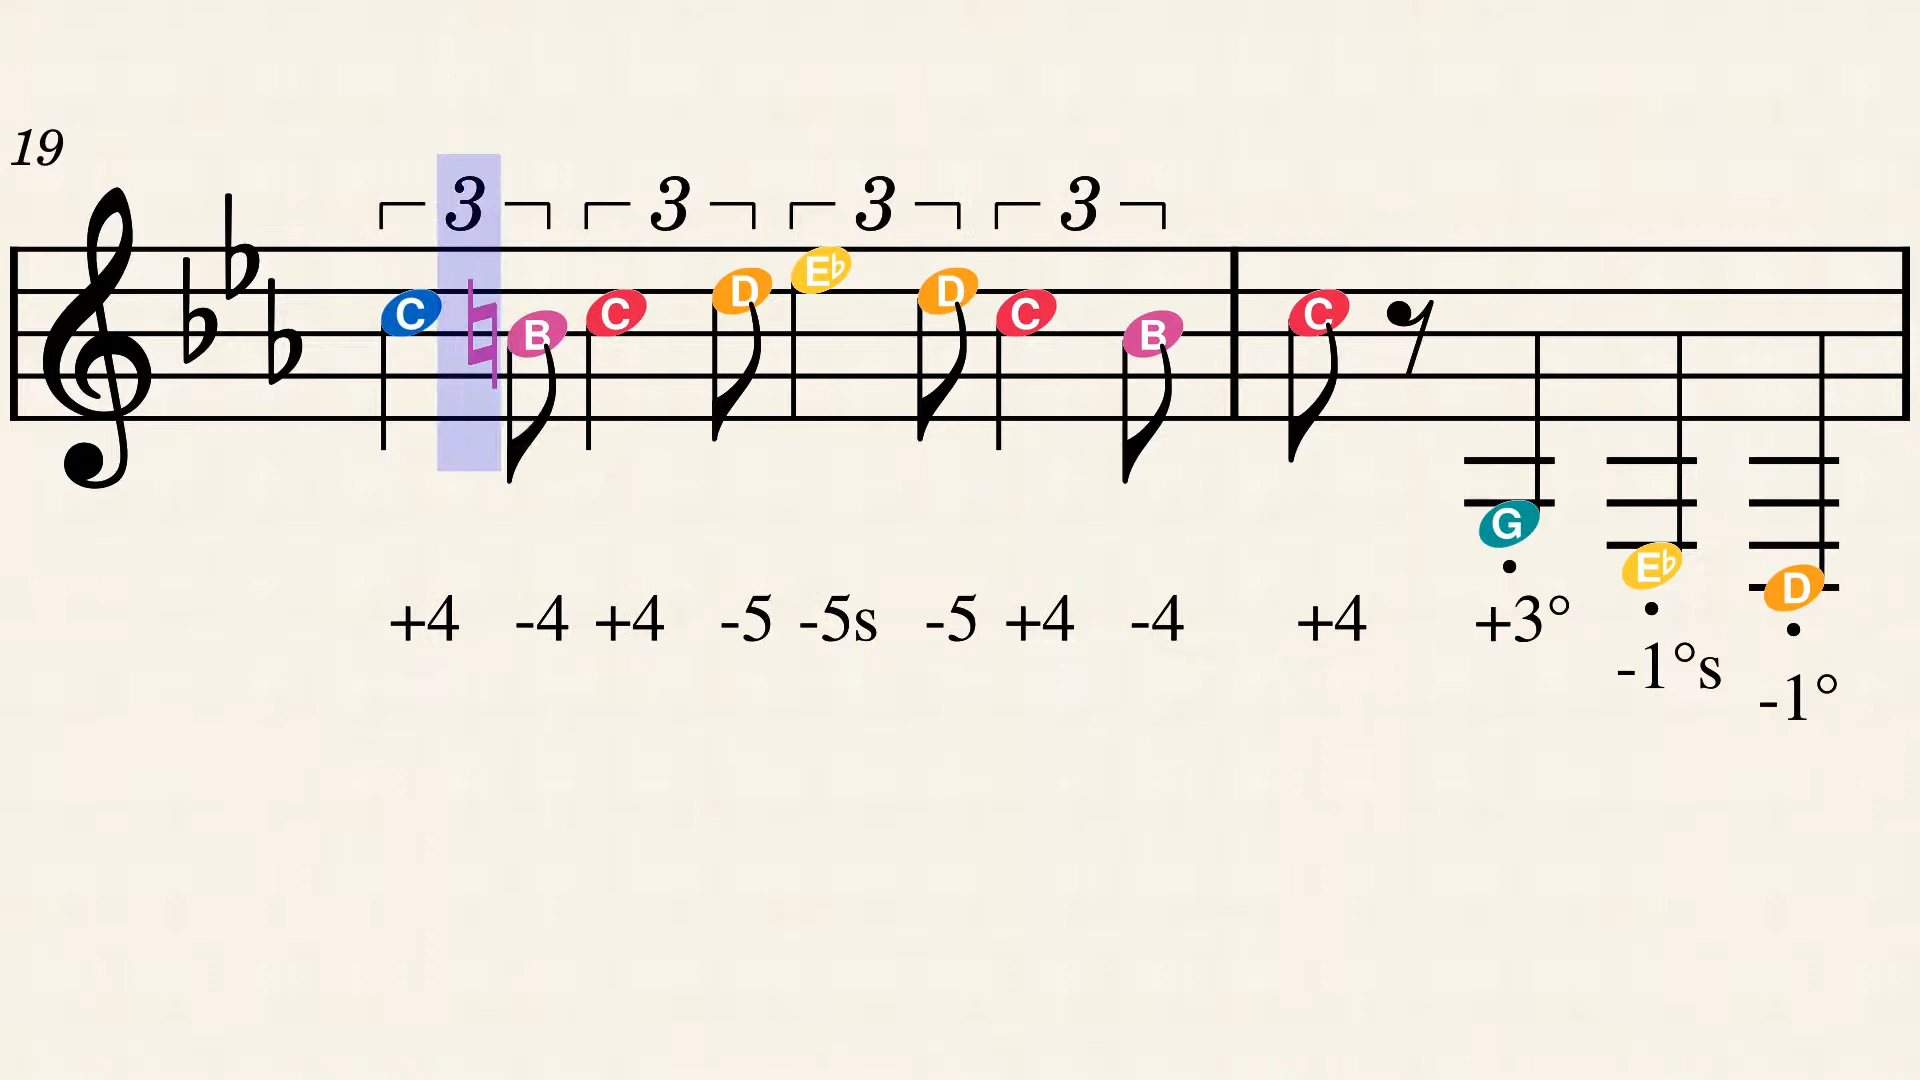 19
3 3 3 3
C B C D E♭ D C B C G E♭ D
+4 -4 +4 -5 -5s -5 +4 -4 +4 +3°
-1°s
-1°